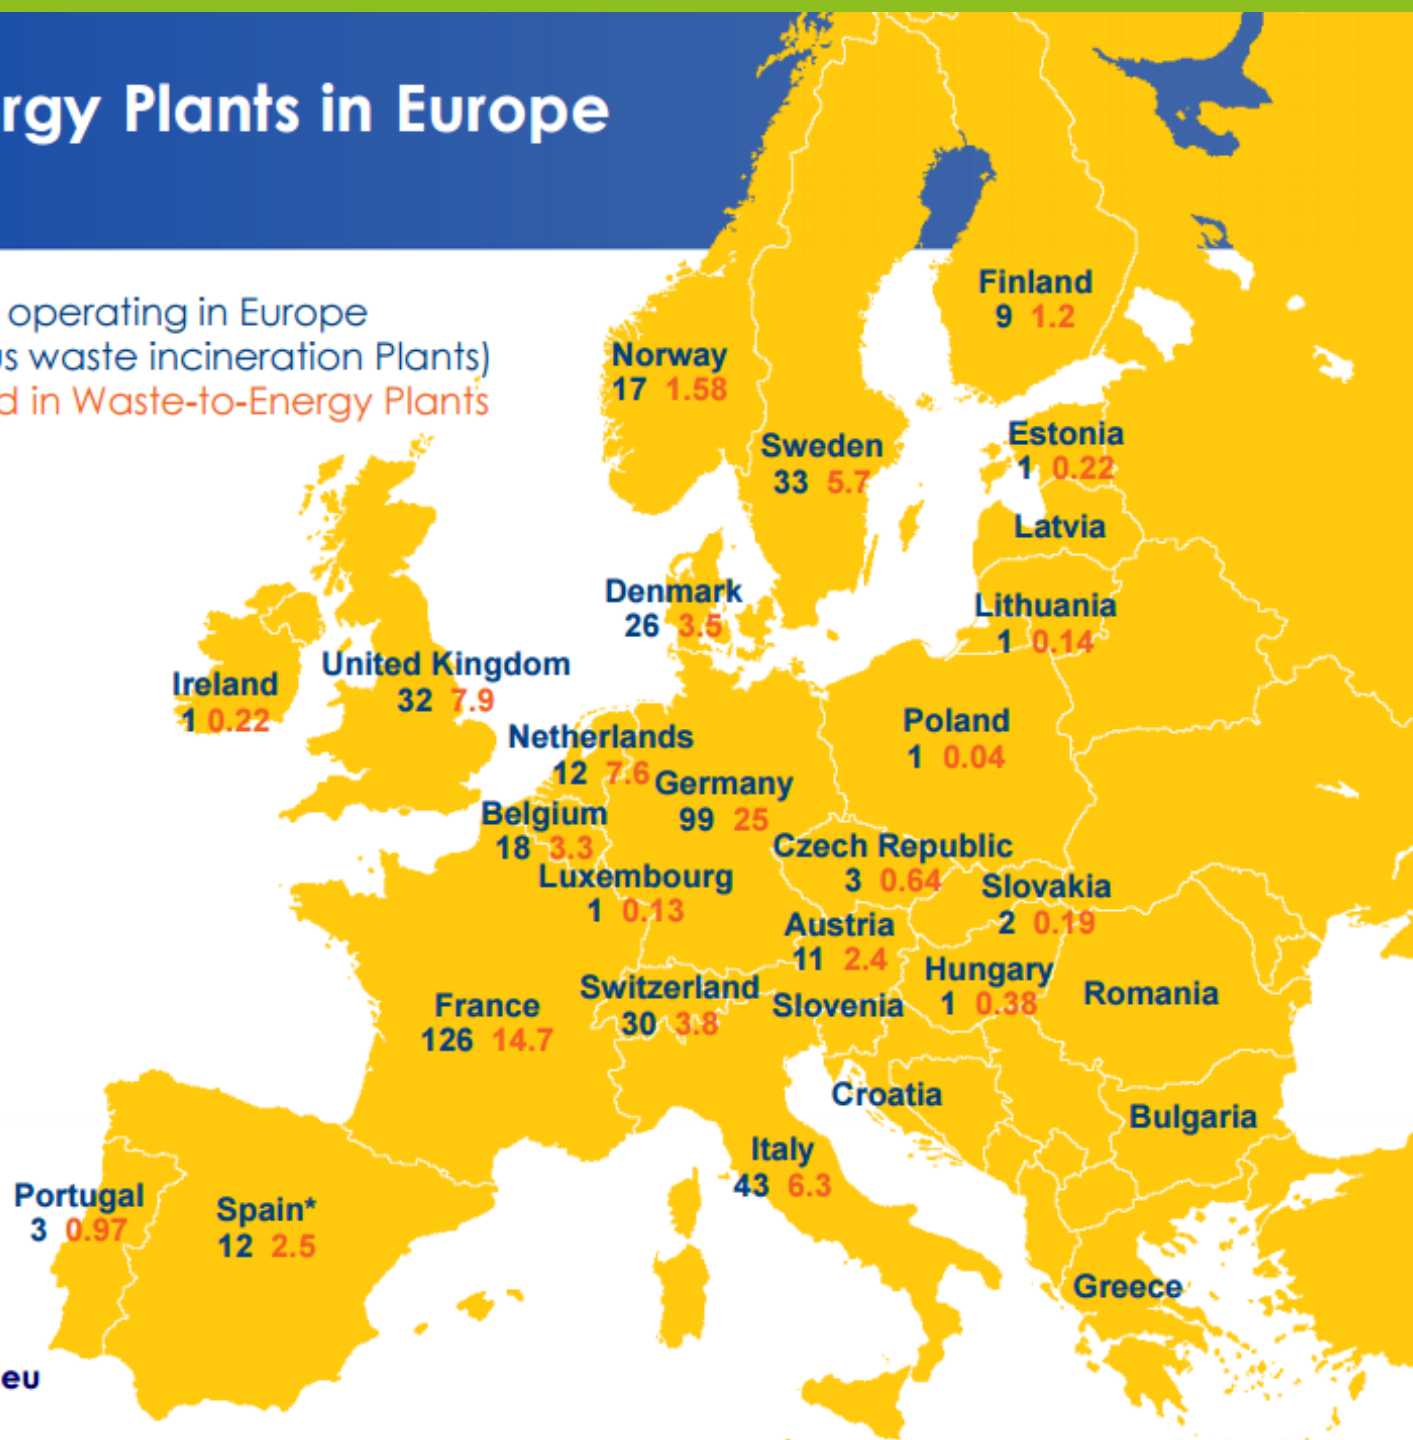 rgy Plants in Europe
operating in Europe
us waste incineration Plants)
d in Waste-to-Energy Plants
Finland
9 1.2
Norway
17 1.58
Sweden
33 5.7
Estonia
1 0.22
Latvia
Denmark
26 3.5
Lithuania
1 0.14
Ireland
1 0.22
United Kingdom
32 7.9
Netherlands
12 7.6
Poland
1 0.04
Germany
99 25
Belgium
18 3.3
Czech Republic
3 0.64
Luxembourg
1 0.13
Slovakia
2 0.19
Austria
11 2.4
Hungary
1 0.38
Switzerland
30 3.8
Slovenia
Romania
France
126 14.7
Croatia
Bulgaria
Italy
43 6.3
Portugal
3 0.97
Spain*
12 2.5
Greece
eu